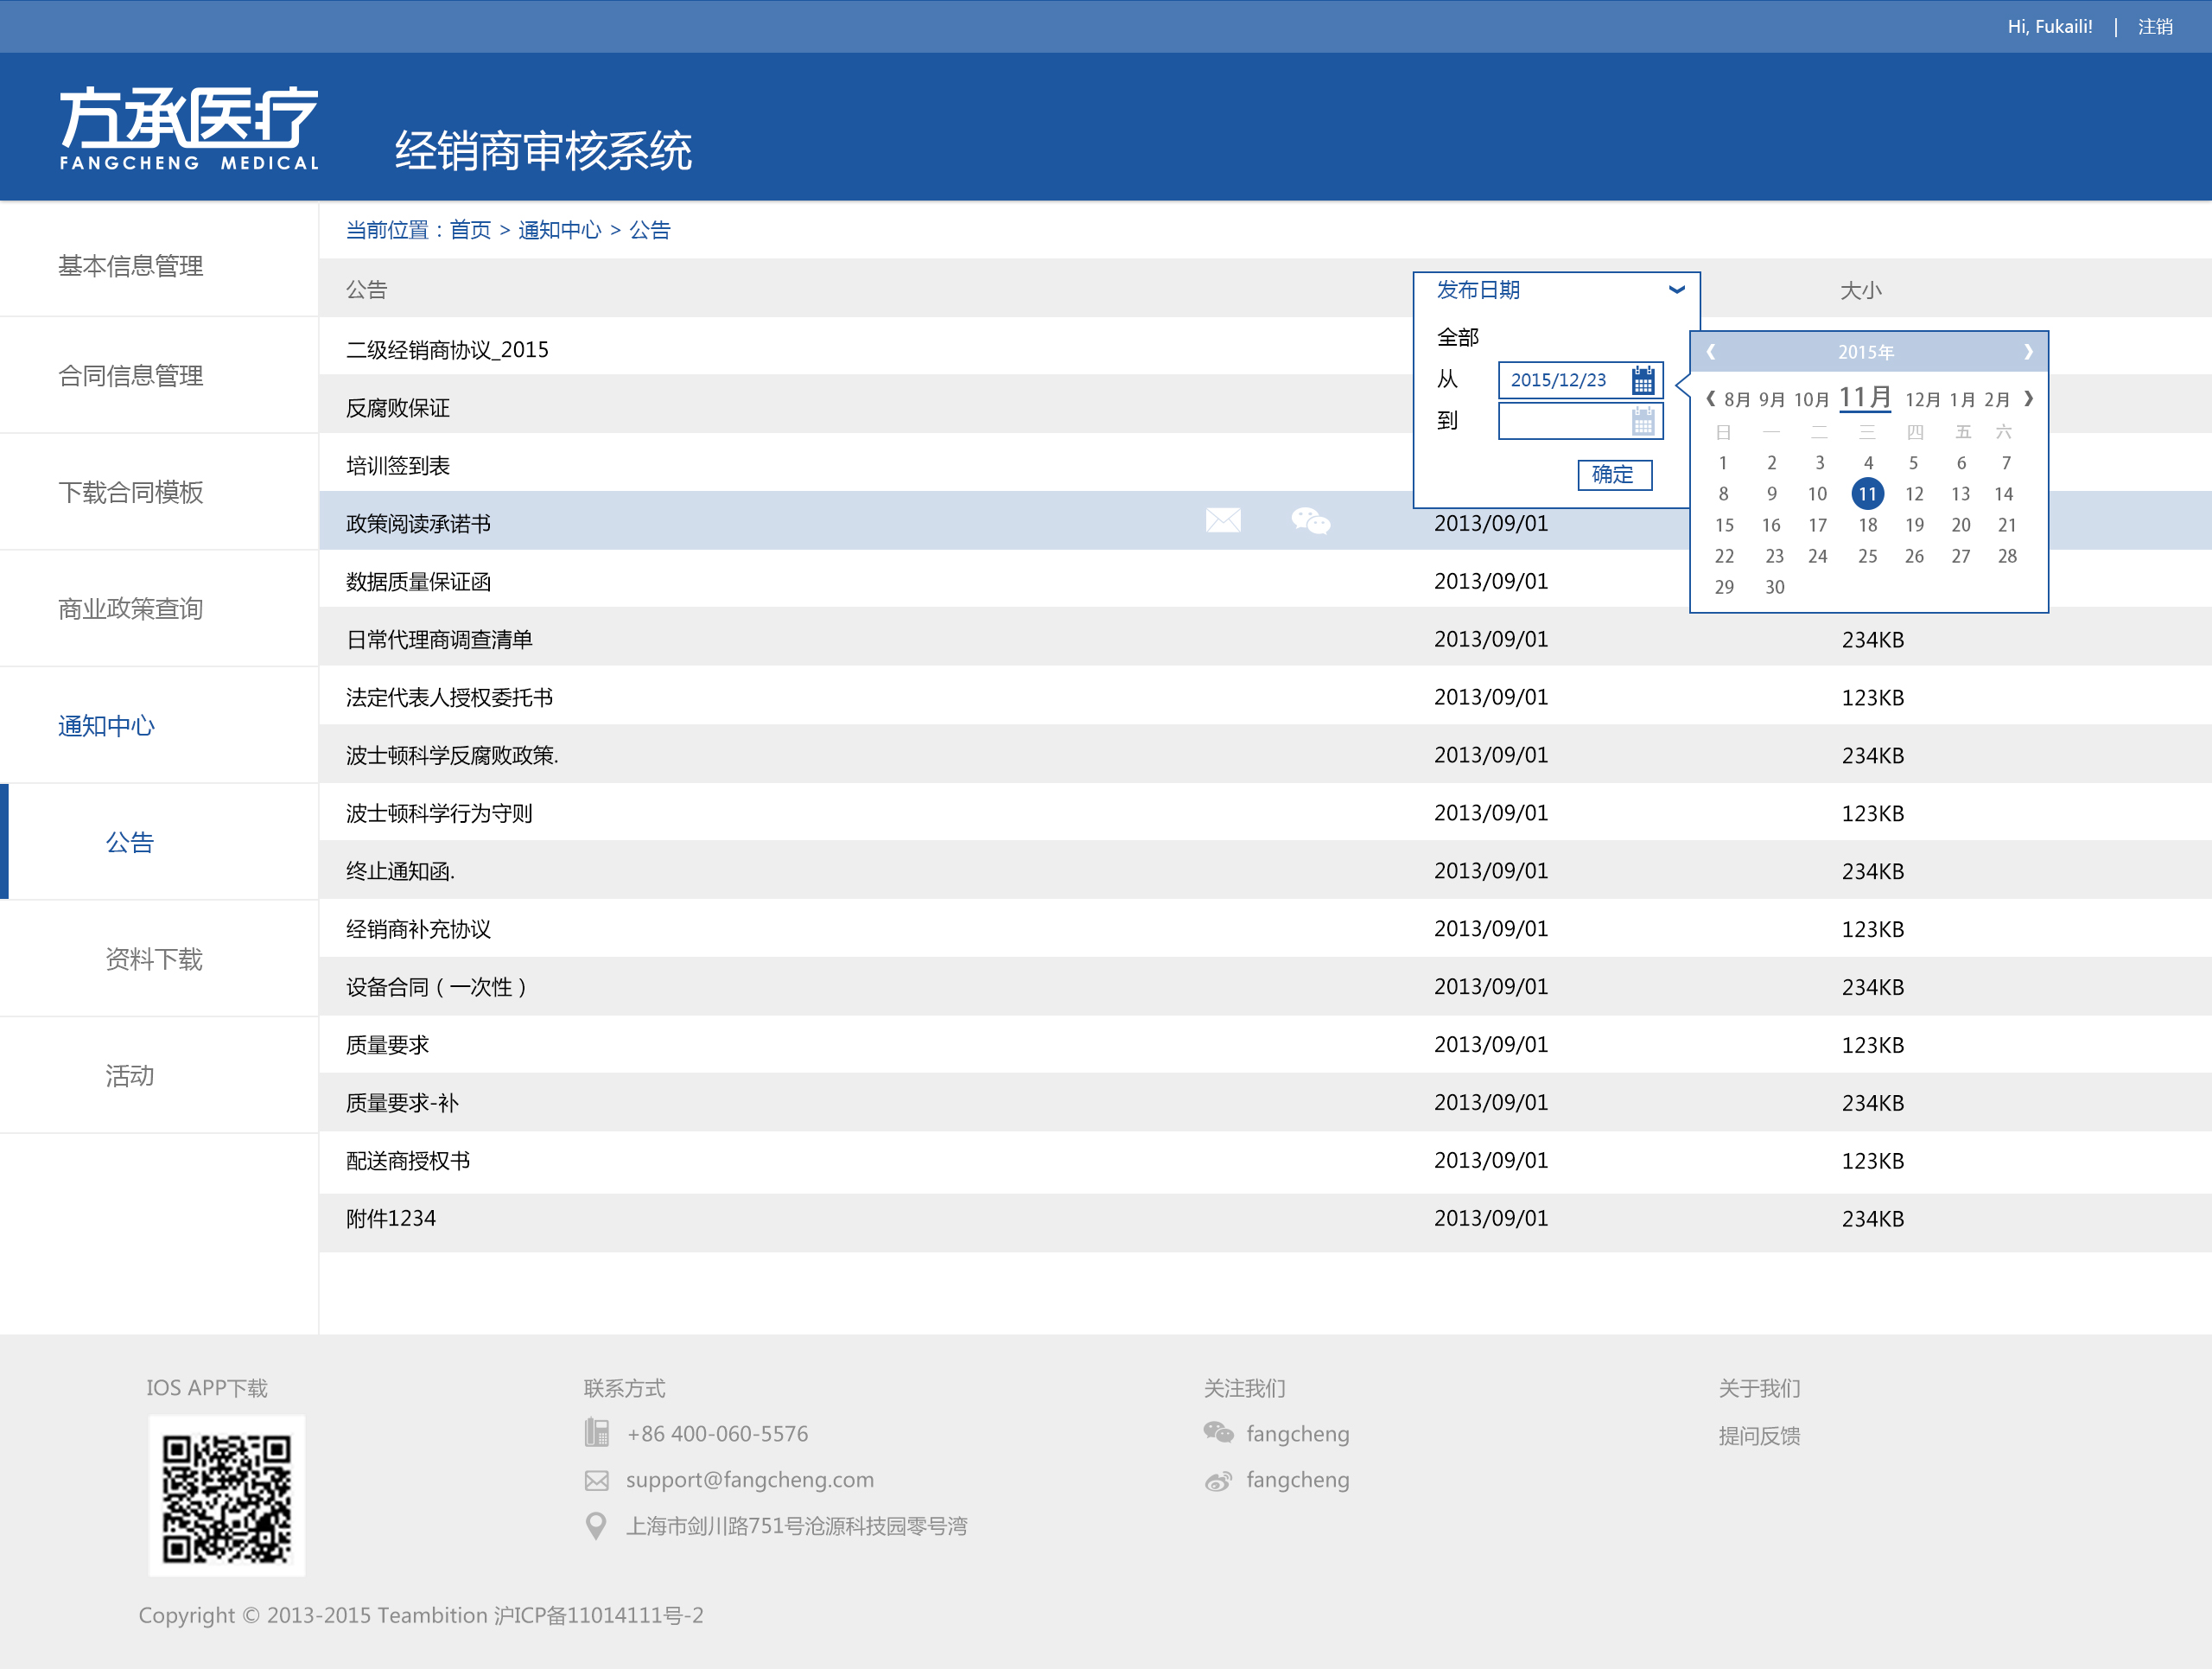 Hi, Fukaili! | 注销
方承医疗
FANGCHENG MEDICAL
经销商审核系统
当前位置：首页 > 通知中心 > 公告
基本信息管理
合同信息管理
下载合同模板
商业政策查询
通知中心
公告
资料下载
活动
公告 发布日期 大小
全部
从 2015/12/23
到
确定
2015年
8月 9月 10月 11月 12月 1月 2月
日 一 二 三 四 五 六
1 2 3 4 5 6 7
8 9 10 11 12 13 14
15 16 17 18 19 20 21
22 23 24 25 26 27 28
29 30
二级经销商协议_2015
反腐败保证
培训签到表
政策阅读承诺书 2013/09/01
数据质量保证函 2013/09/01
日常代理商调查清单 2013/09/01 234KB
法定代表人授权委托书 2013/09/01 123KB
波士顿科学反腐败政策. 2013/09/01 234KB
波士顿科学行为守则 2013/09/01 123KB
终止通知函. 2013/09/01 234KB
经销商补充协议 2013/09/01 123KB
设备合同（一次性） 2013/09/01 234KB
质量要求 2013/09/01 123KB
质量要求-补 2013/09/01 234KB
配送商授权书 2013/09/01 123KB
附件1234 2013/09/01 234KB
IOS APP下载
联系方式
+86 400-060-5576
support@fangcheng.com
上海市剑川路751号沧源科技园零号湾
关注我们
fangcheng
fangcheng
关于我们
提问反馈
Copyright © 2013-2015 Teambition 沪ICP备11014111号-2